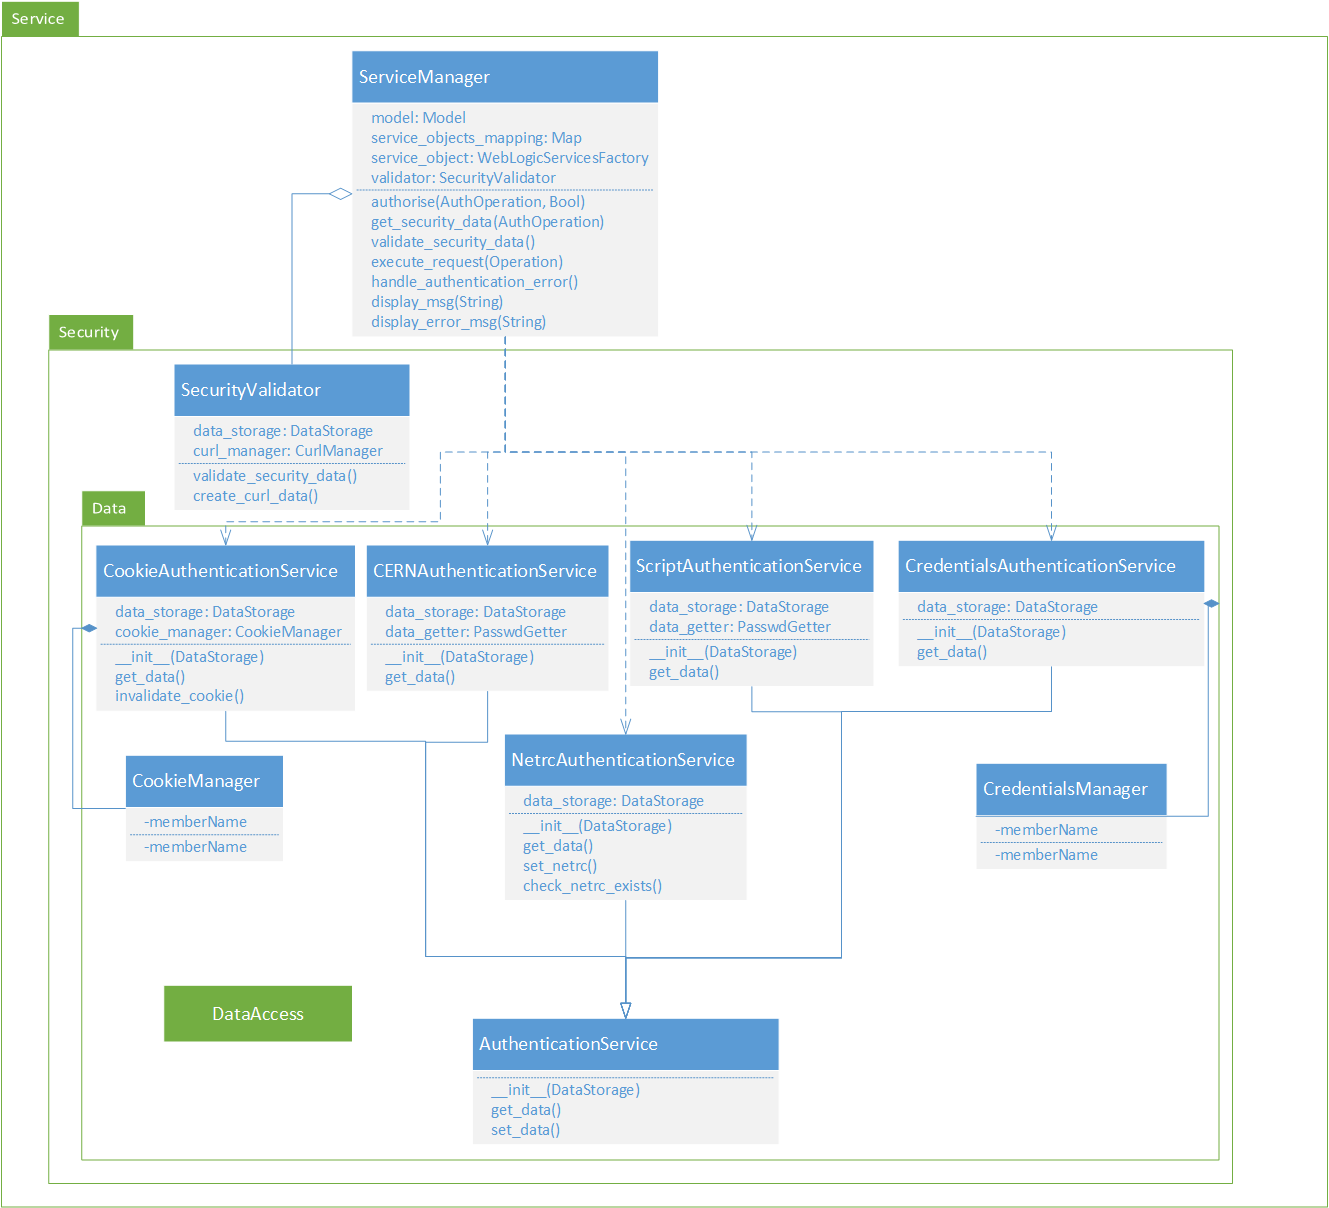 Service
ServiceManager
model: Model
service_objects_mapping: Map
service_object: WebLogicServicesFactory
validator: SecurityValidator
authorise(AuthOperation, Bool)
get_security_data(AuthOperation)
validate_security_data()
execute_request(Operation)
handle_authentication_error()
display_msg(String)
display_error_msg(String)
Security
SecurityValidator
data_storage: DataStorage
curl_manager: CurlManager
validate_security_data()
create_curl_data()
Data
CookieAuthenticationService
data_storage: DataStorage
cookie_manager: CookieManager
__init__(DataStorage)
get_data()
invalidate_cookie()
CERNAuthenticationService
data_storage: DataStorage
data_getter: PasswdGetter
__init__(DataStorage)
get_data()
ScriptAuthenticationService
data_storage: DataStorage
data_getter: PasswdGetter
__init__(DataStorage)
get_data()
CredentialsAuthenticationService
data_storage: DataStorage
__init__(DataStorage)
get_data()
CookieManager
-memberName
-memberName
NetrcAuthenticationService
data_storage: DataStorage
__init__(DataStorage)
get_data()
set_netrc()
check_netrc_exists()
CredentialsManager
-memberName
-memberName
DataAccess
AuthenticationService
__init__(DataStorage)
get_data()
set_data()